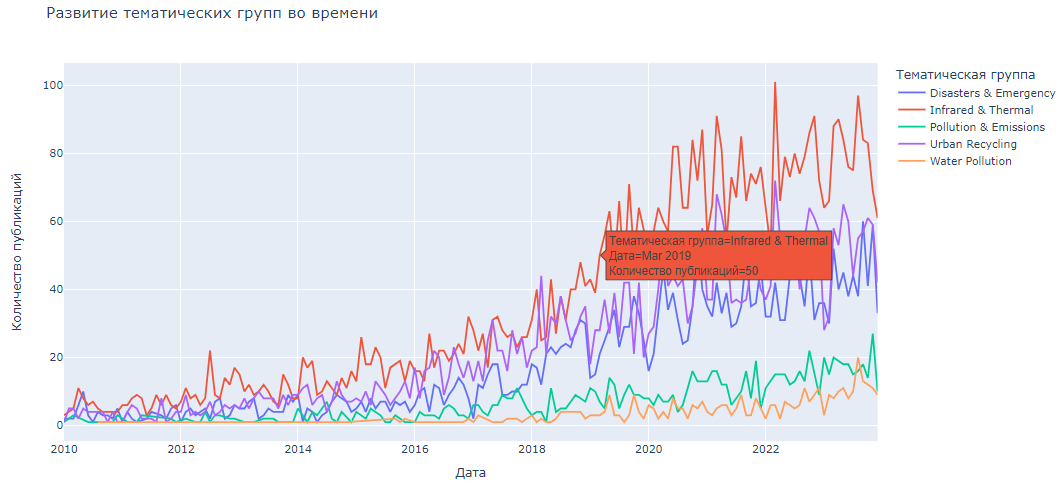 Развитие тематических групп во времени
Тематическая группа
Disasters & Emergency
Infrared & Thermal
Pollution & Emissions
Urban Recycling
Water Pollution
Количество публикаций
100
80
60
40
20
0
Тематическая группа=Infrared & Thermal
Дата=Mar 2019
Количество публикаций=50
2010
2012
2014
2016
2018
2020
2022
Дата